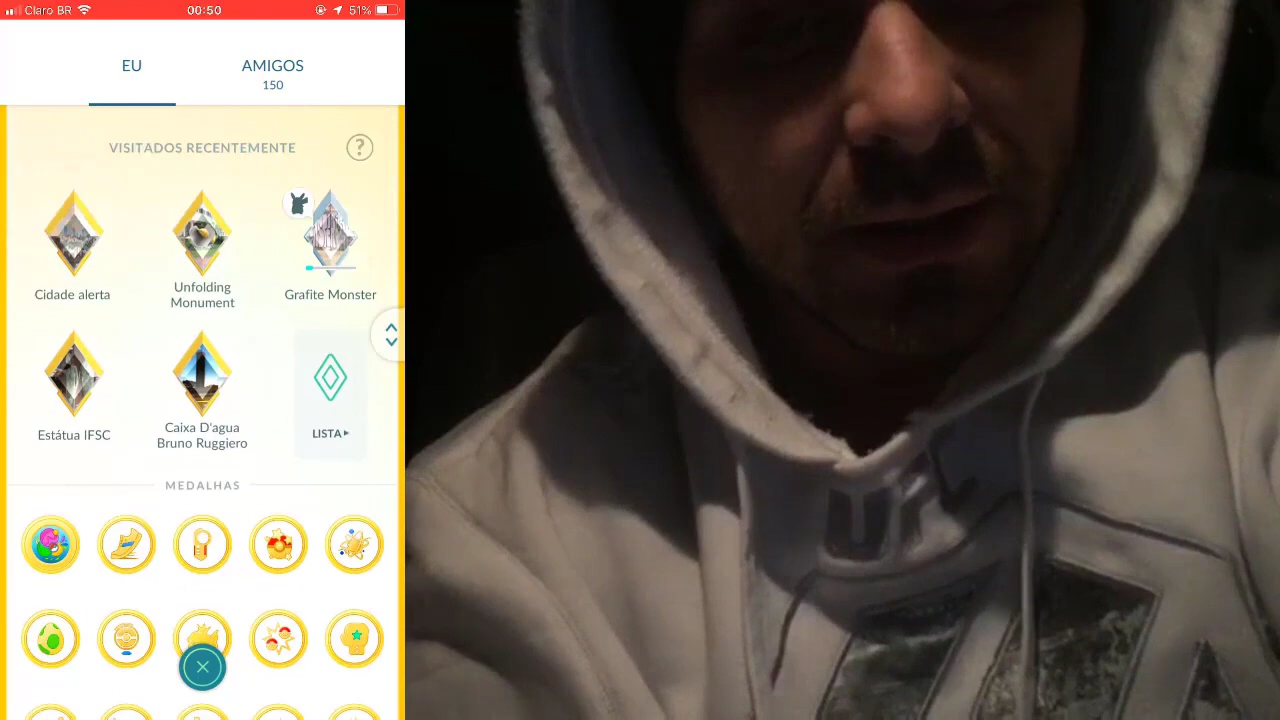 Claro BR 00:50 51%
EU AMIGOS
150
VISITADOS RECENTEMENTE ?
Cidade alerta
Unfolding
Monument
Grafite Monster
Estátua IFSC
Caixa D'agua
Bruno Ruggiero
LISTA
MEDALHAS